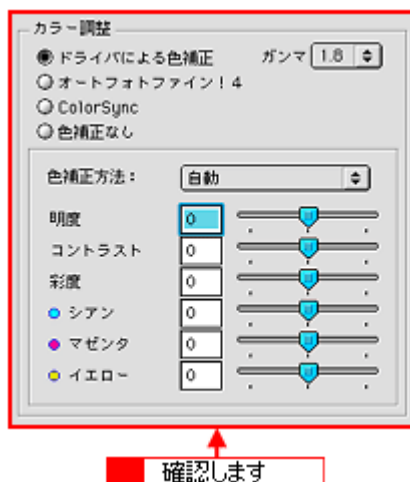 カラー調整
ドライバによる色補正 ガンマ 1.8
オートフォトファイン!4
ColorSync
色補正なし
色補正方法: 自動
明度 0
コントラスト 0
彩度 0
シアン 0
マゼンタ 0
イエロー 0
確認します